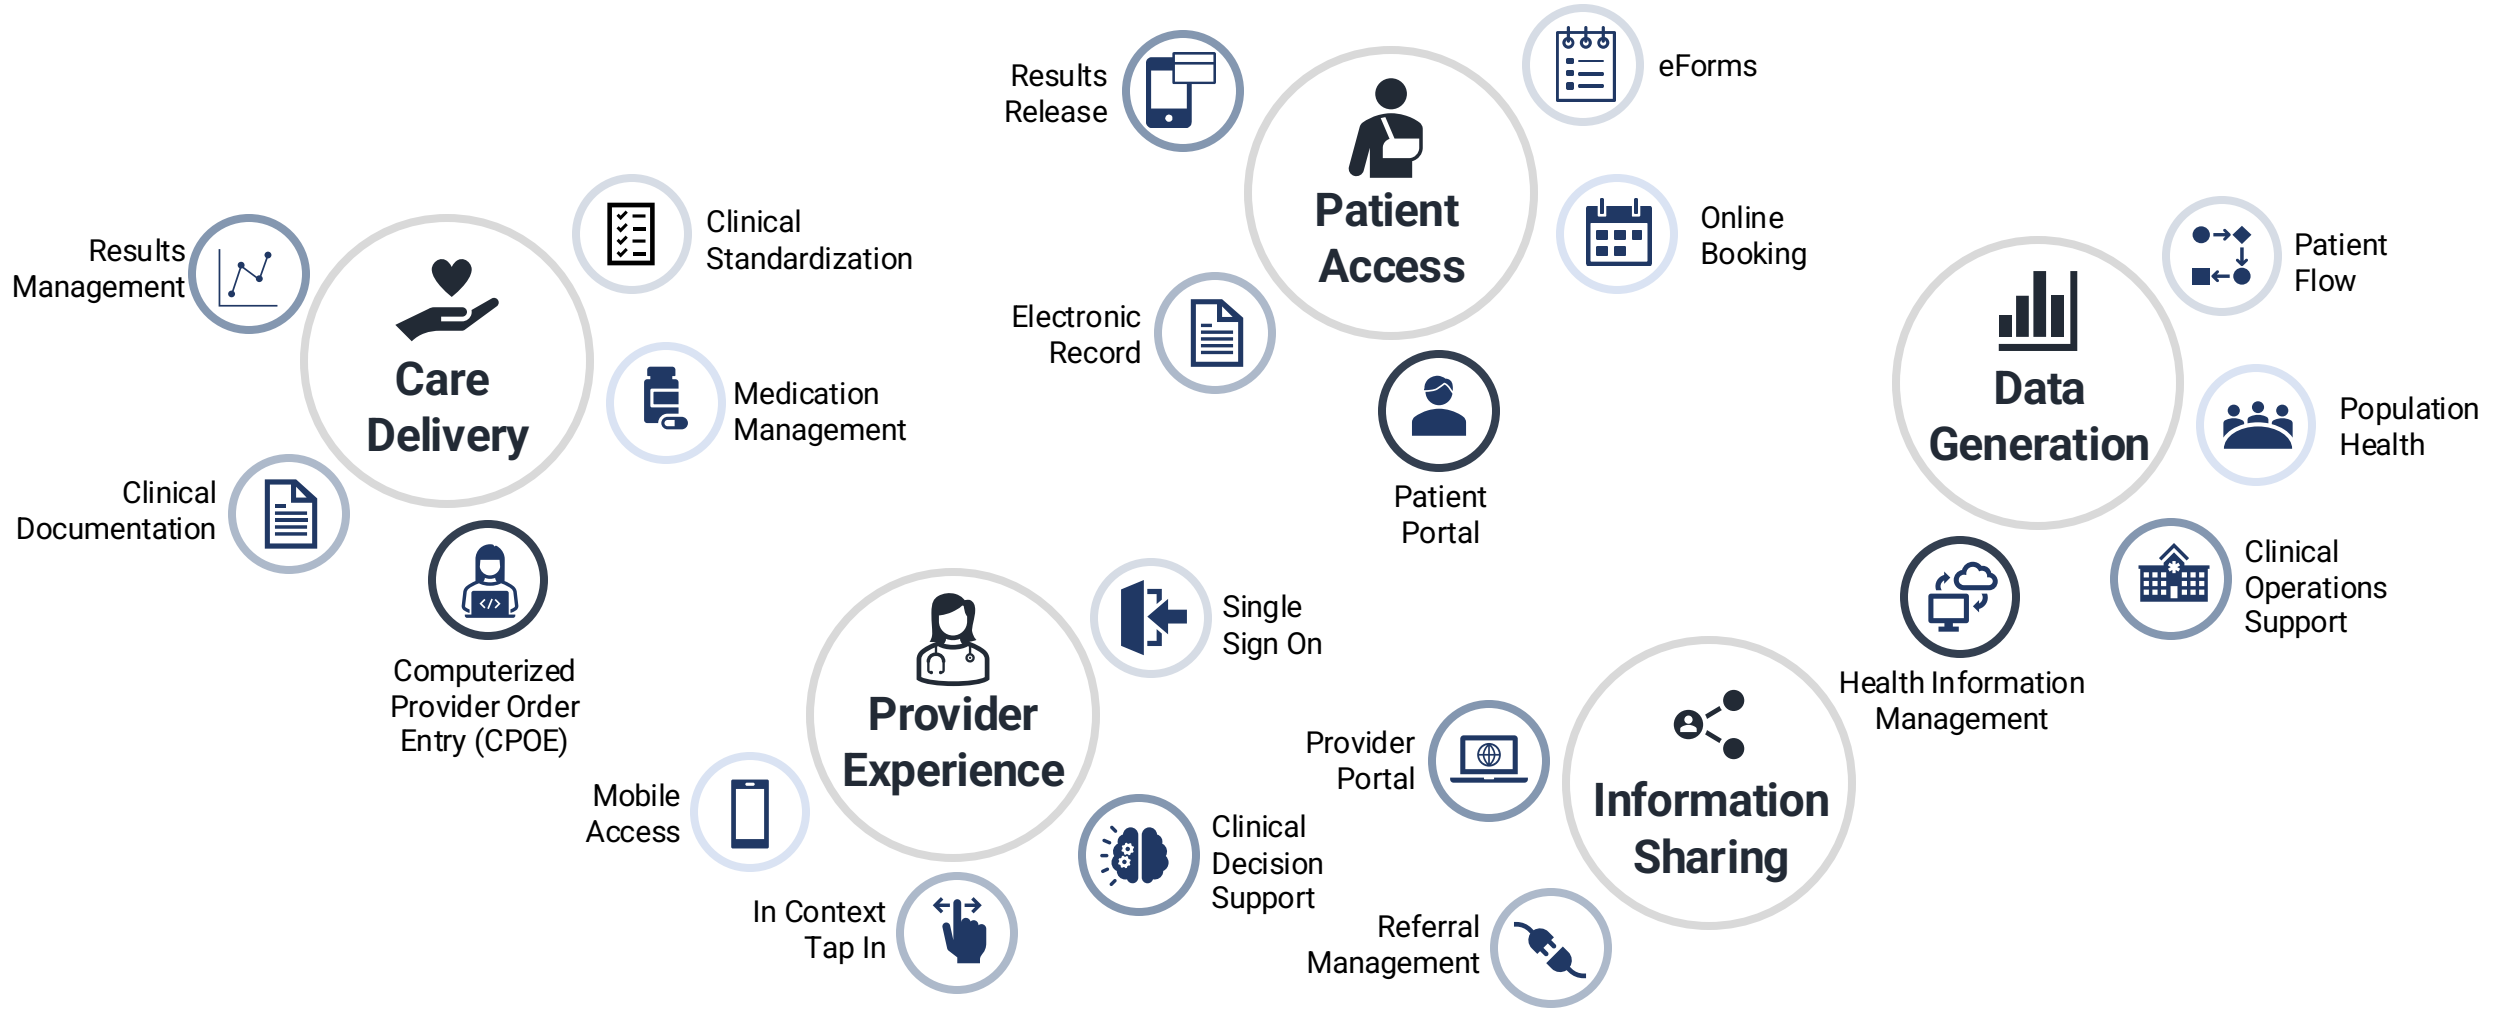 Results
Management
Care
Delivery
Clinical
Standardization
Medication
Management
Clinical
Documentation
Computerized
Provider Order
Entry (CPOE)
Results
Release
Patient
Access
eForms
Online
Booking
Electronic
Record
Patient
Portal
Provider
Experience
Single
Sign On
Mobile
Access
In Context
Tap In
Clinical
Decision
Support
Data
Generation
Patient
Flow
Population
Health
Clinical
Operations
Support
Health Information
Management
Information
Sharing
Provider
Portal
Referral
Management